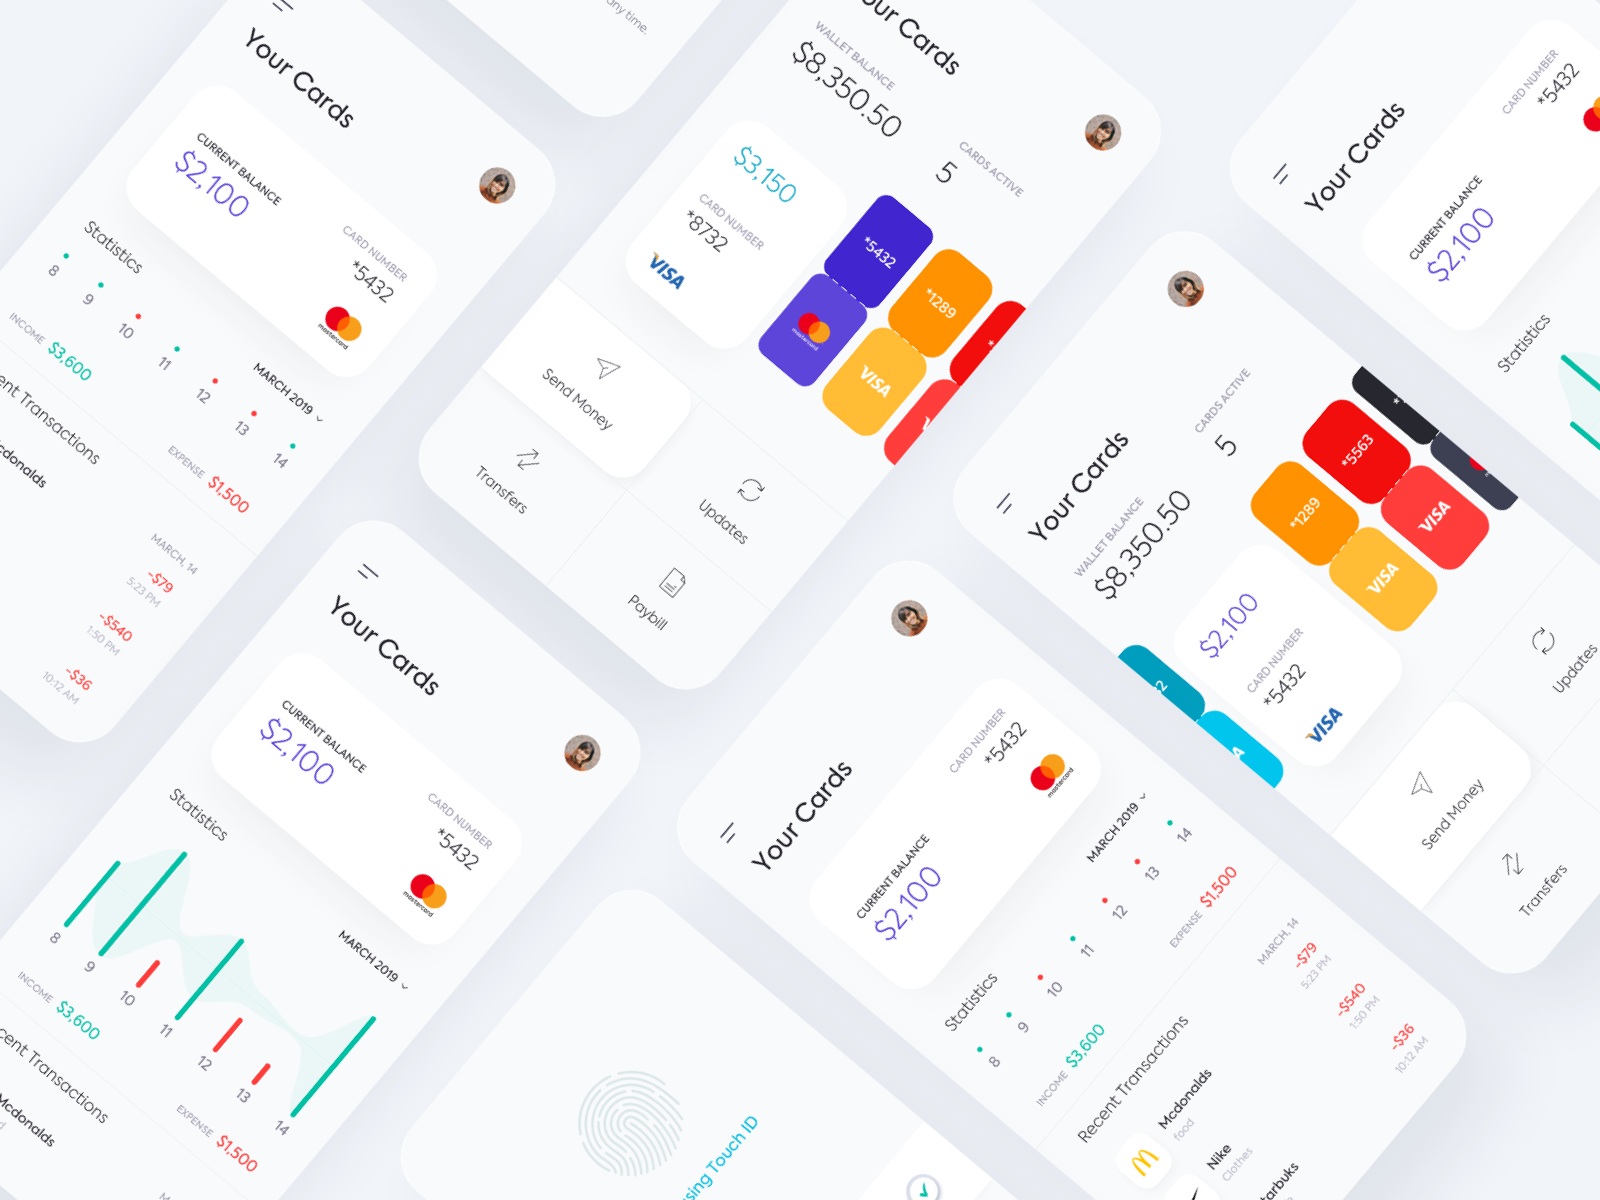 Your Cards
CURRENT BALANCE
$2,100
CARD NUMBER
*5432
mastercard
Statistics
MARCH 2019
8
9
10
11
12
13
14
INCOME
$3,600
EXPENSE
$1,500
Transactions
Mcdonalds
MARCH, 14
-$79
5:23 PM
-$540
1:50 PM
-$36
10:12 AM
any time.
Your Cards
WALLET BALANCE
$8,350.50
CARDS ACTIVE
5
$3,150
CARD NUMBER
*8732
VISA
*5432
mastercard
*1289
VISA
Send Money
Transfers
Updates
Paybill
Your Cards
CURRENT BALANCE
$2,100
CARD NUMBER
*5432
Statistics
Your Cards
WALLET BALANCE
$8,350.50
CARDS ACTIVE
5
$2,100
CARD NUMBER
*5432
VISA
*1289
VISA
*5563
VISA
Send Money
Transfers
Updates
Your Cards
CURRENT BALANCE
$2,100
CARD NUMBER
*5432
mastercard
Statistics
MARCH 2019
8
9
10
11
12
13
14
INCOME
$3,600
EXPENSE
$1,500
Transactions
Mcdonalds
Your Cards
CURRENT BALANCE
$2,100
CARD NUMBER
*5432
mastercard
Statistics
MARCH 2019
8
9
10
11
12
13
14
INCOME
$3,600
EXPENSE
$1,500
Recent Transactions
MARCH, 14
Mcdonalds
food
-$79
5:23 PM
Nike
Clothes
-$540
1:50 PM
-$36
10:12 AM
Touch ID